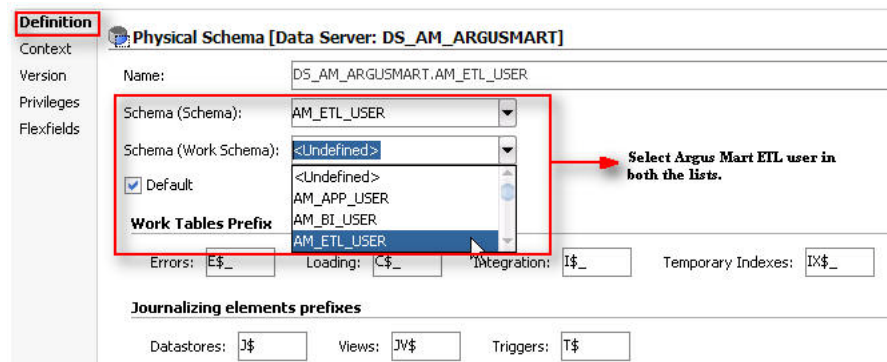 Definition
Context
Version
Privileges
Flexfields
Physical Schema [Data Server: DS_AM_ARGUSMART]
Name: DS_AM_ARGUSMART.AM_ETL_USER
Schema (Schema): AM_ETL_USER
Schema (Work Schema): <Undefined>
<Undefined>
AM_APP_USER
AM_BI_USER
AM_ETL_USER
Select Argus Mart ETL user in
both the lists.
Default
Work Tables Prefix
Errors: E$_ Loading: C$_ Integration: I$_ Temporary Indexes: IX$_
Journalizing elements prefixes
Datastores: J$ Views: JV$ Triggers: T$